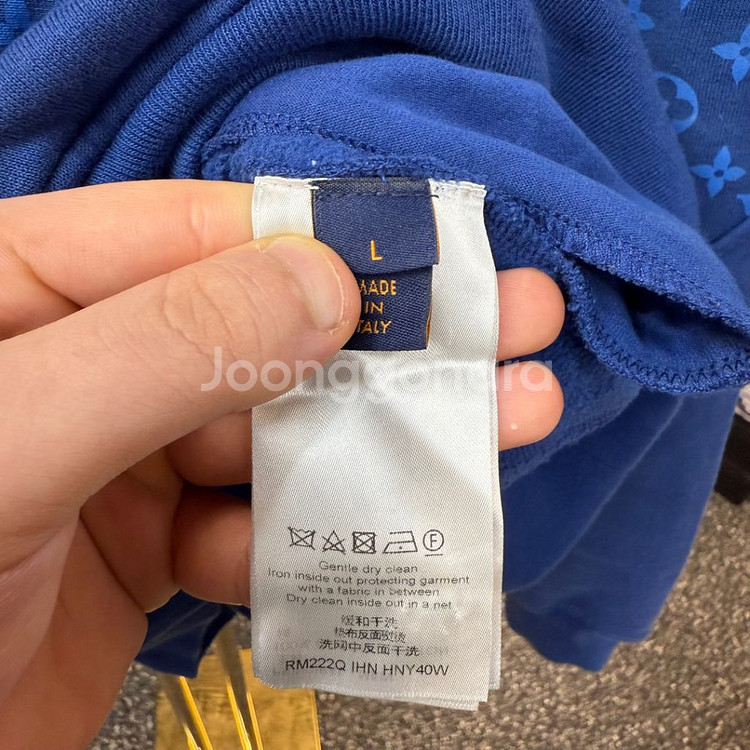 L
MADE
IN
ITALY
Joonggonara
F
Gentle dry clean
Iron inside out protecting garment
with a fabric in between
Dry clean inside out in a net
缓和干洗
洗网中反面干洗
RM222Q IHN HNY40W